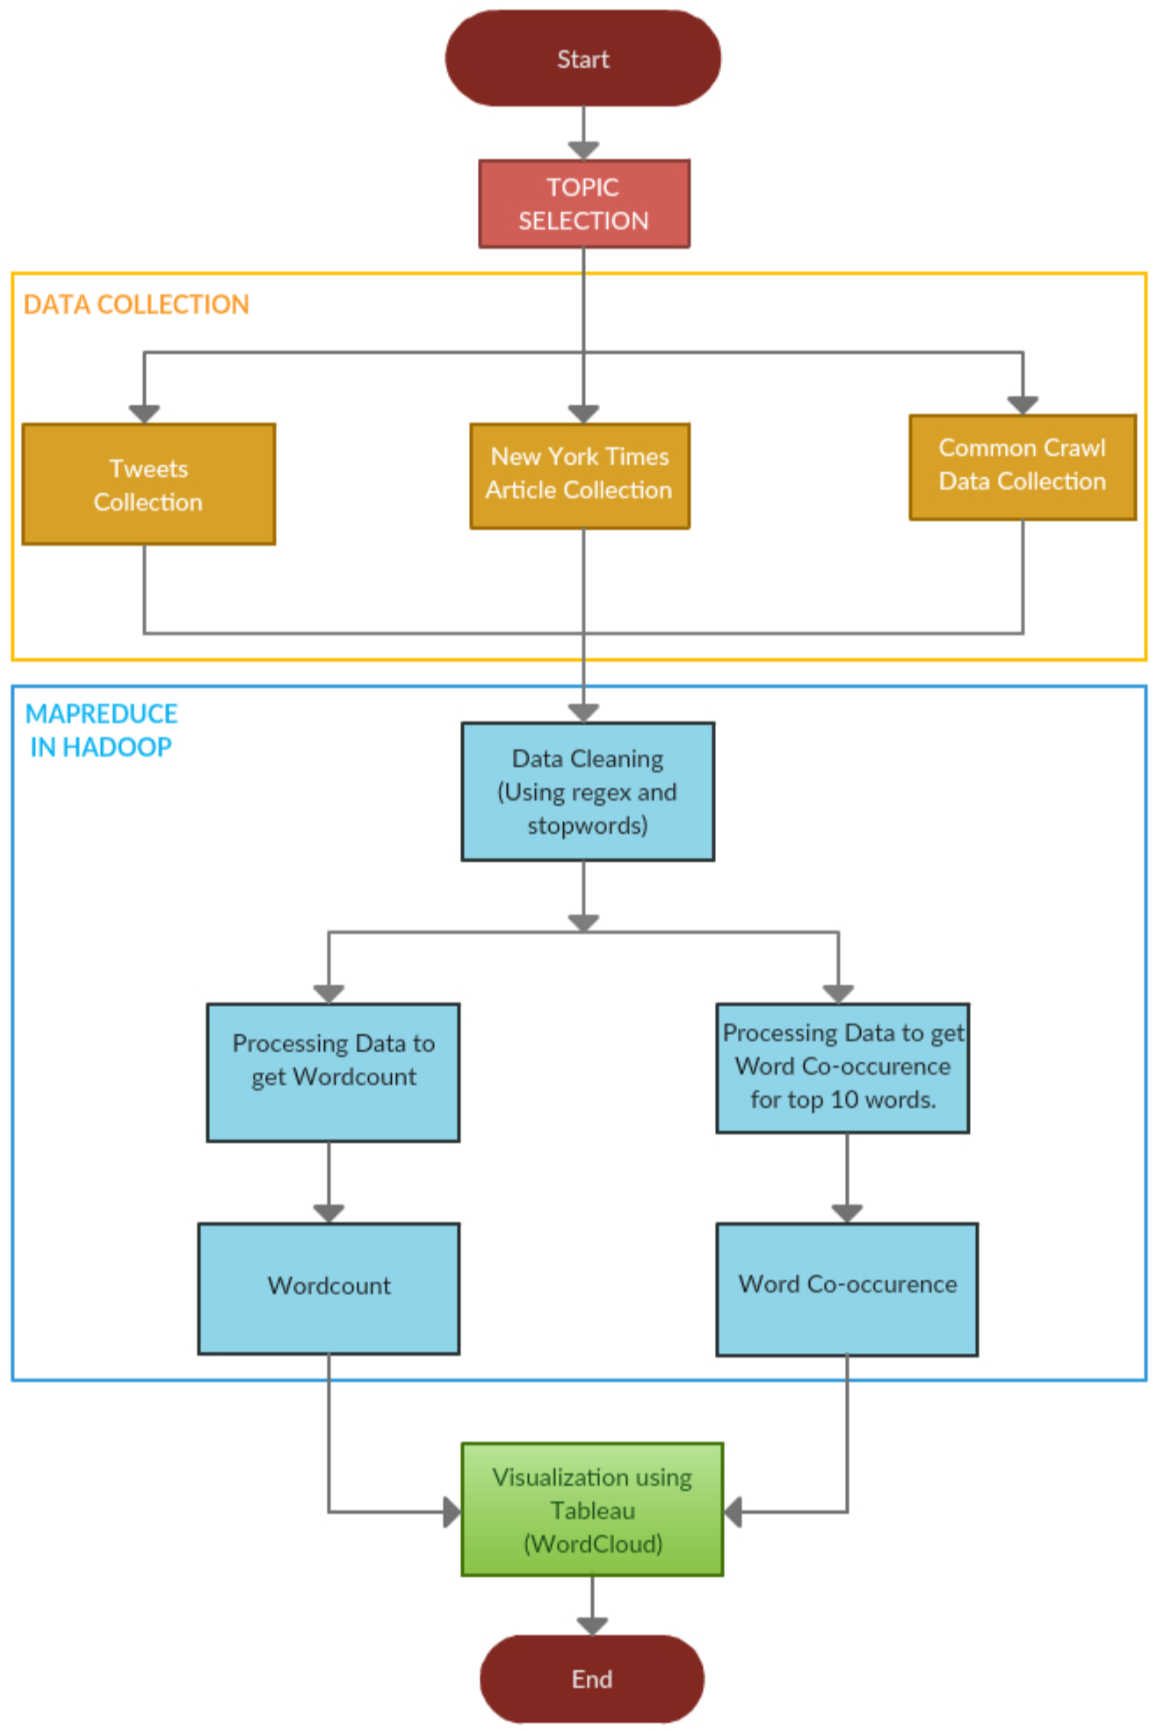 Start
TOPIC
SELECTION
DATA COLLECTION
Tweets
Collection
New York Times
Article Collection
Common Crawl
Data Collection
MAPREDUCE
IN HADOOP
Data Cleaning
(Using regex and
stopwords)
Processing Data to
get Wordcount
Processing Data to get
Word Co-occurence
for top 10 words.
Wordcount
Word Co-occurence
Visualization using
Tableau
(WordCloud)
End